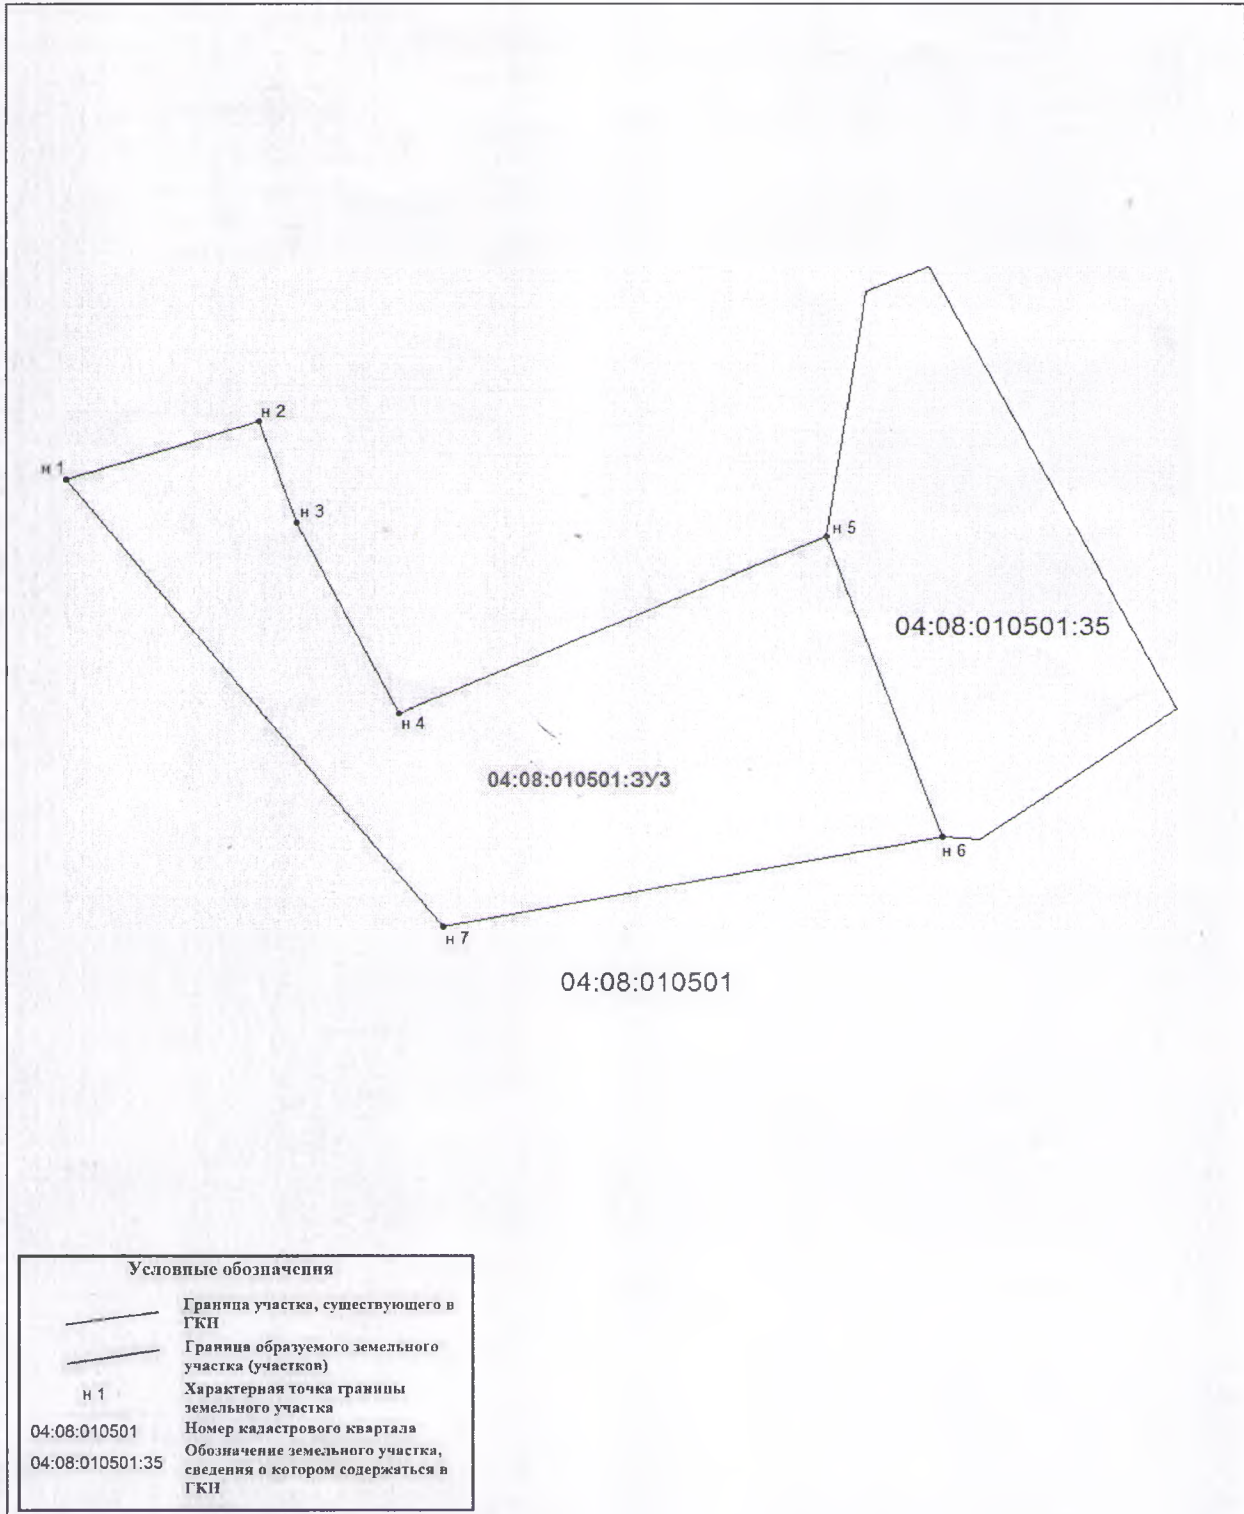 н 2
н 1
н 3
н 5
04:08:010501:35
н 4
04:08:010501:ЗУ3
н 6
н 7
04:08:010501
Условные обозначения
Граница участка, существующего в
ГКН
Граница образуемого земельного
участка (участков)
н 1
Характерная точка границы
земельного участка
04:08:010501
Номер кадастрового квартала
04:08:010501:35
Обозначение земельного участка,
сведения о котором содержаться в
ГКН